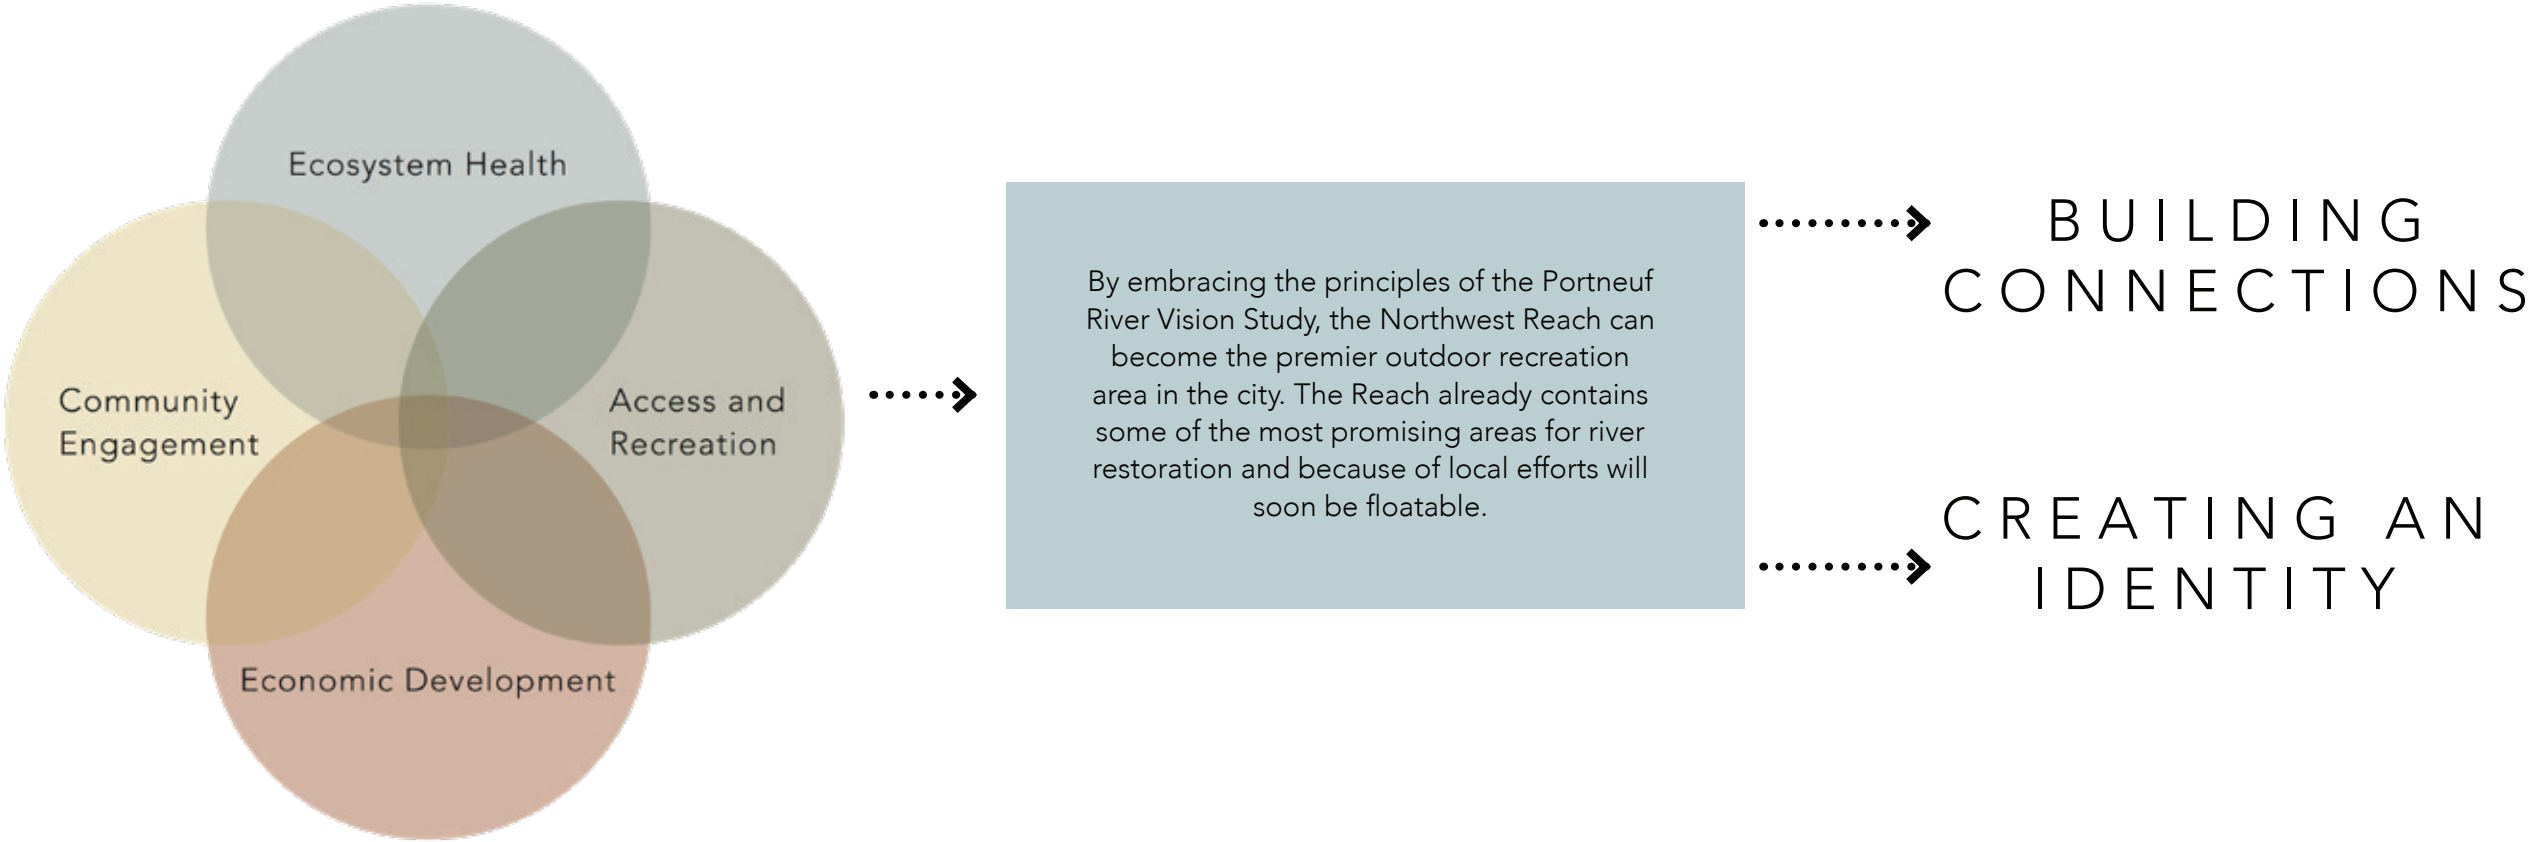 Ecosystem Health
Community
Engagement
Access and
Recreation
Economic Development
By embracing the principles of the Portneuf
River Vision Study, the Northwest Reach can
become the premier outdoor recreation
area in the city. The Reach already contains
some of the most promising areas for river
restoration and because of local efforts will
soon be floatable.
BUILDING
CONNECTIONS
CREATING AN
IDENTITY